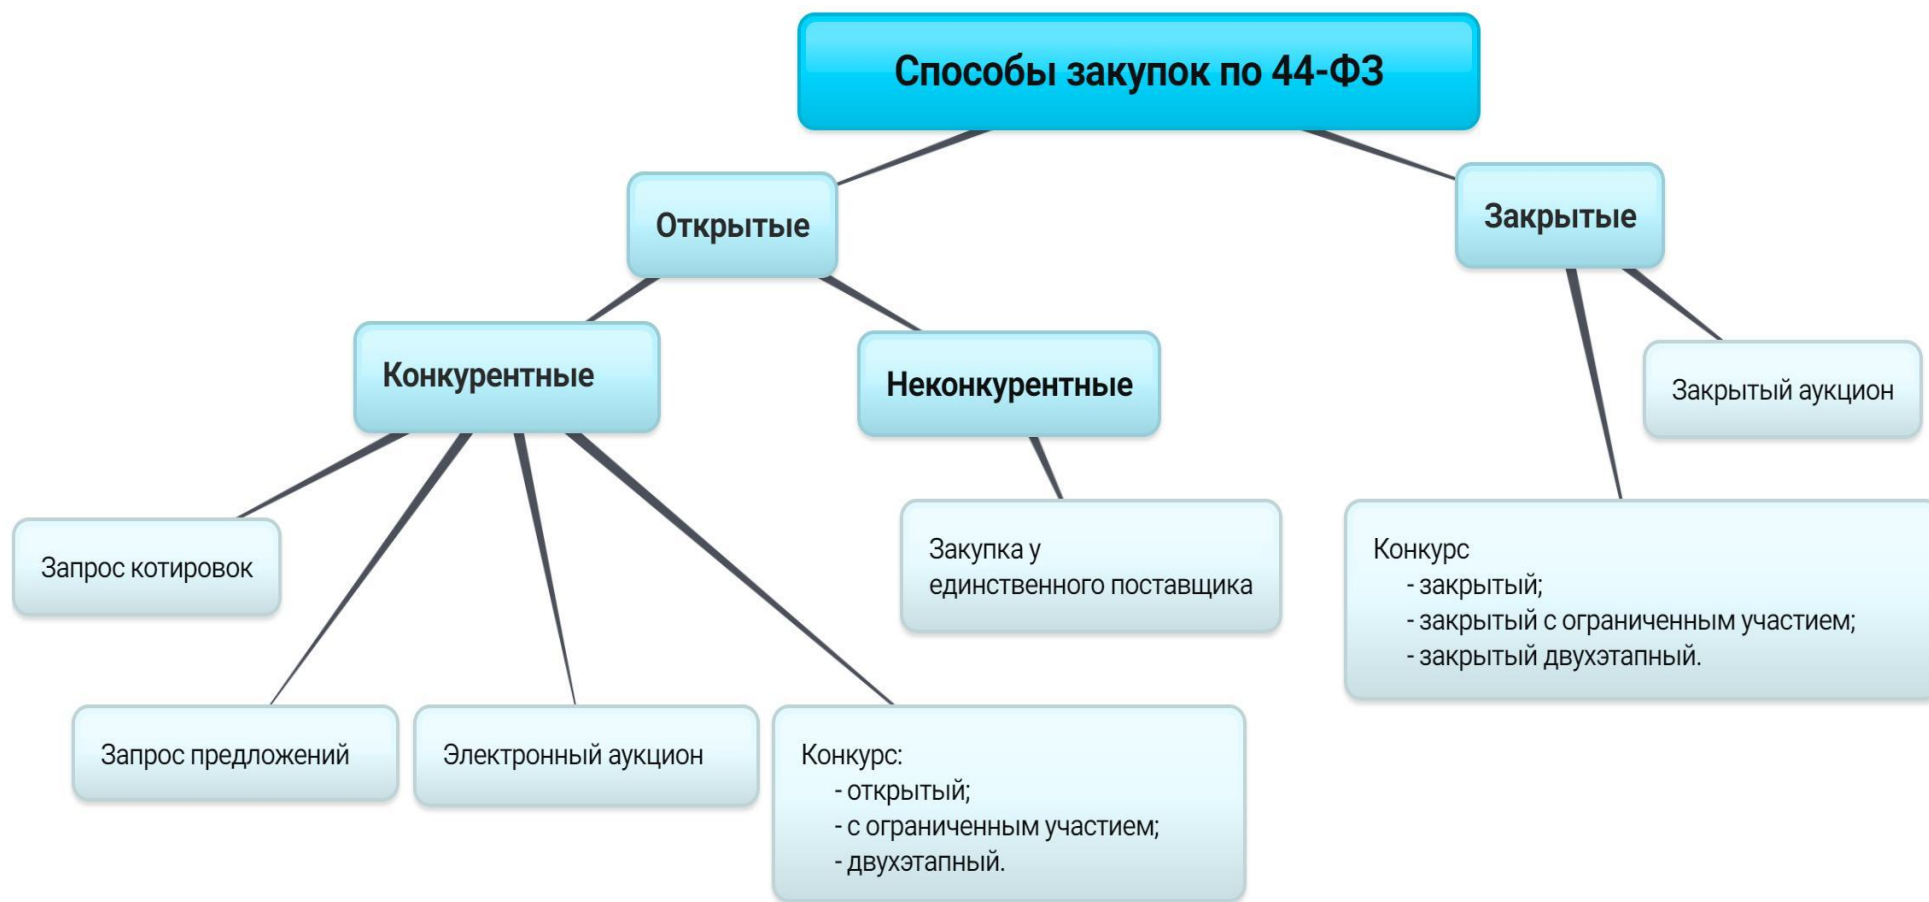 Способы закупок по 44-ФЗ
Открытые
Закрытые
Конкурентные
Неконкурентные
Закрытый аукцион
Запрос котировок
Закупка у
единственного поставщика
Конкурс
- закрытый;
- закрытый с ограниченным участием;
- закрытый двухэтапный.
Запрос предложений
Электронный аукцион
Конкурс:
- открытый;
- с ограниченным участием;
- двухэтапный.